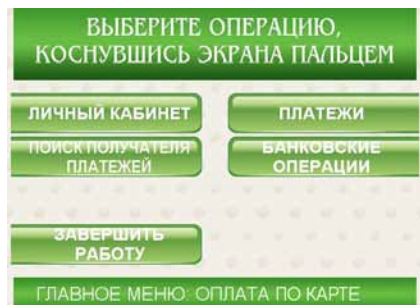 ВЫБЕРИТЕ ОПЕРАЦИЮ,
КОСНУВШИСЬ ЭКРАНА ПАЛЬЦЕМ
ЛИЧНЫЙ КАБИНЕТ
ПЛАТЕЖИ
ПОИСК ПОЛУЧАТЕЛЯ
ПЛАТЕЖЕЙ
БАНКОВСКИЕ
ОПЕРАЦИИ
ЗАВЕРШИТЬ
РАБОТУ
ГЛАВНОЕ МЕНЮ: ОПЛАТА ПО КАРТЕ